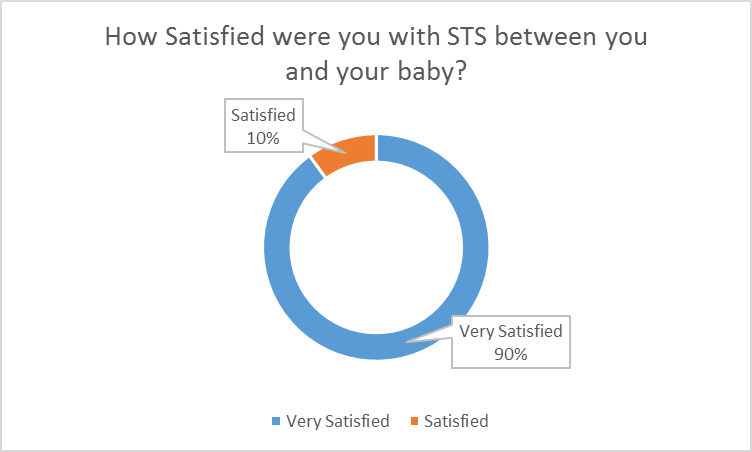 How Satisfied were you with STS between you
and your baby?
Satisfied
10%
Very Satisfied
90%
Very Satisfied
Satisfied